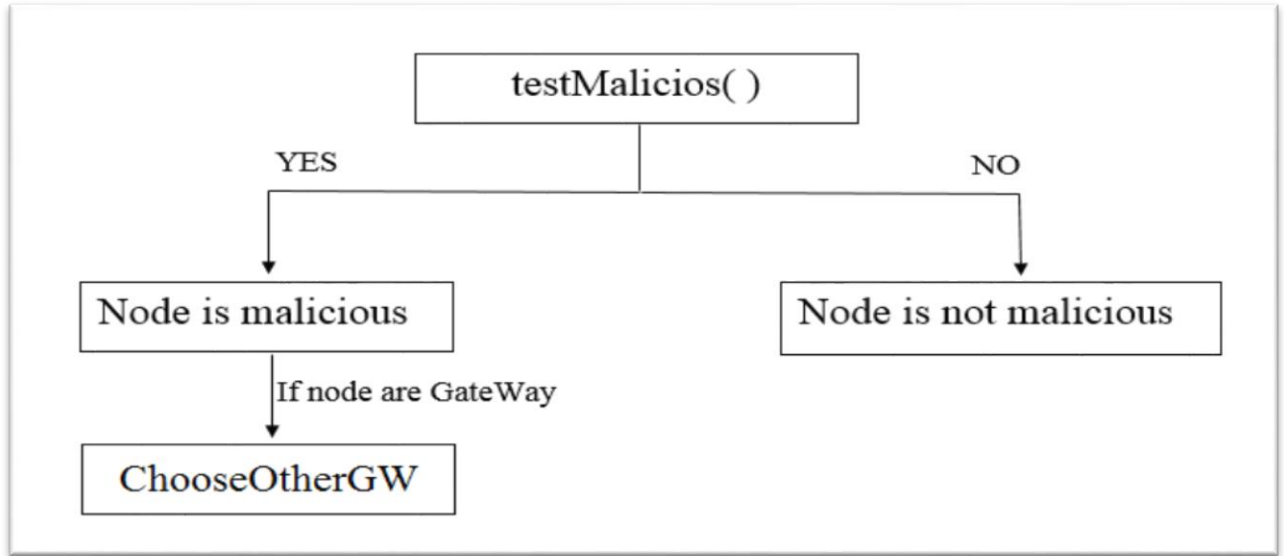 testMalicios( )
YES
NO
Node is malicious
Node is not malicious
If node are GateWay
ChooseOtherGW